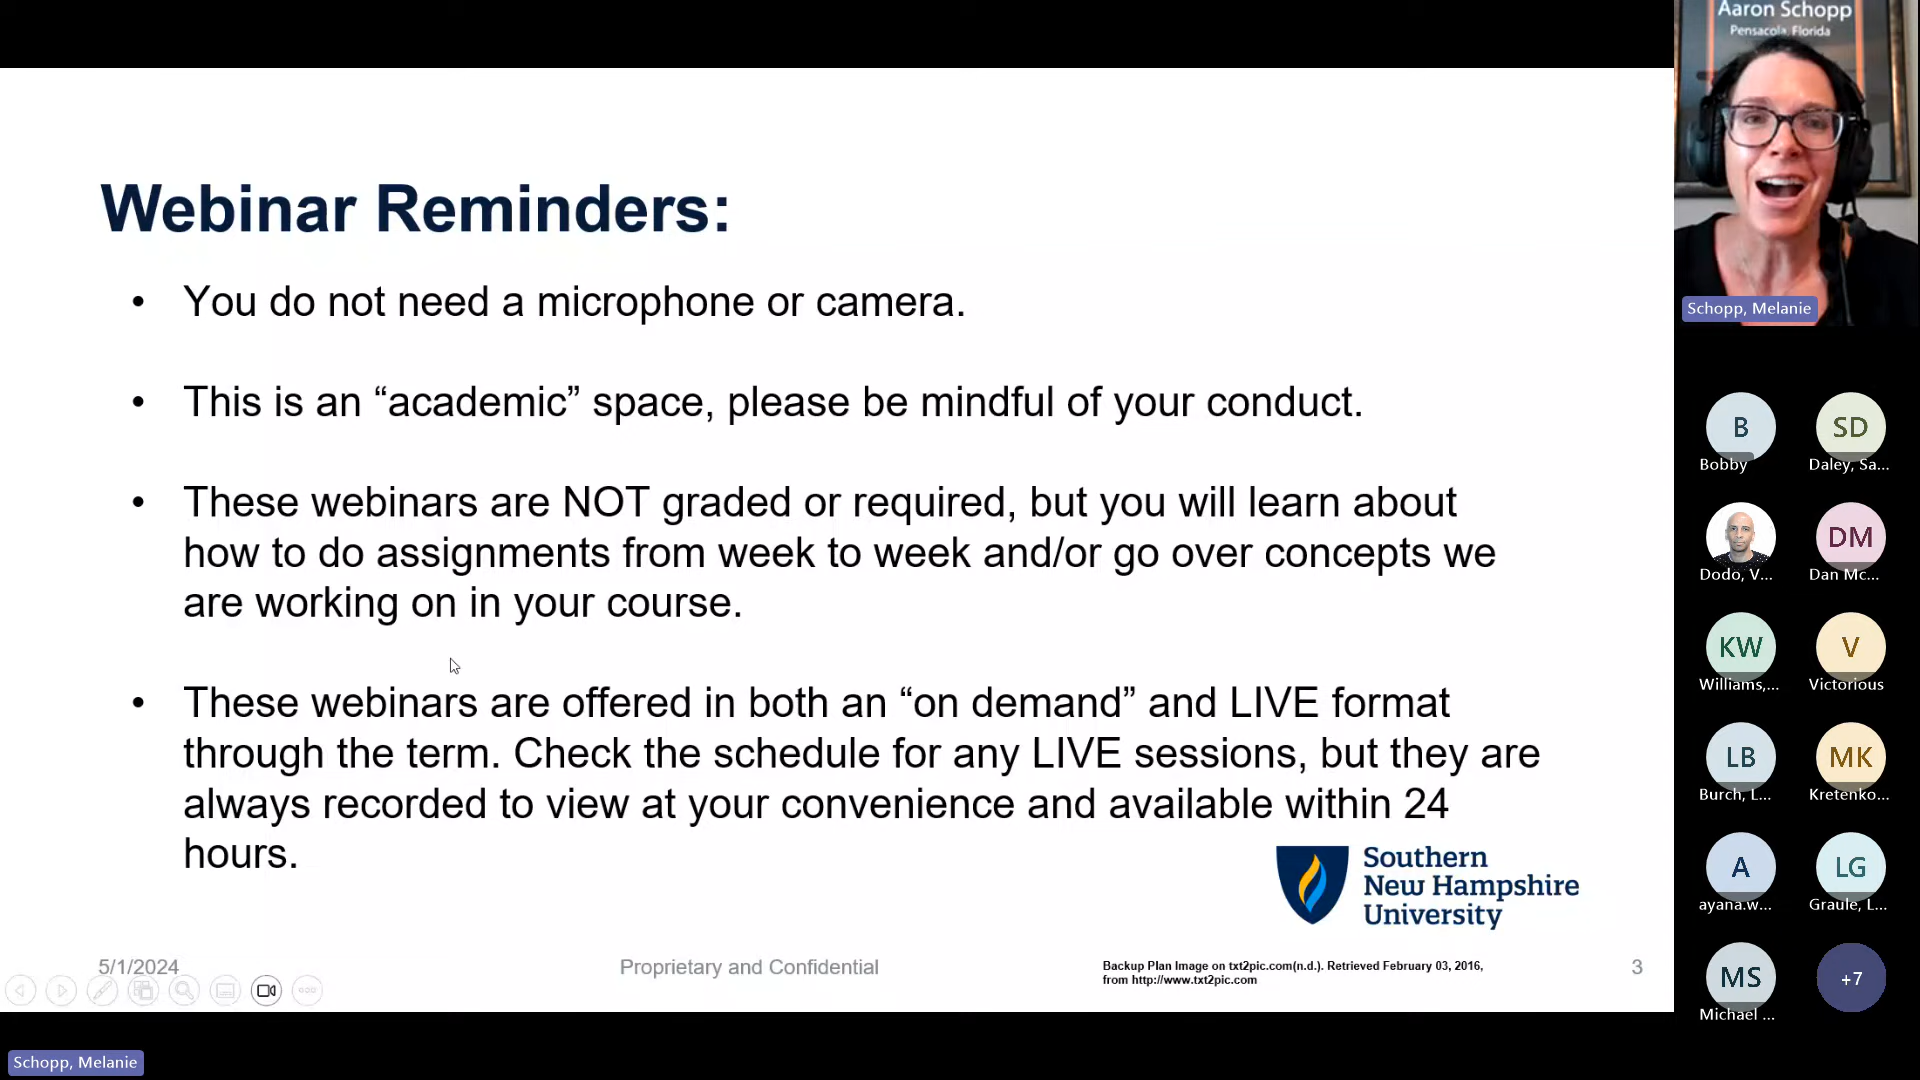 Aaron Schopp
Pensacola, Florida
Webinar Reminders:
• You do not need a microphone or camera.
• This is an “academic” space, please be mindful of your conduct.
• These webinars are NOT graded or required, but you will learn about
how to do assignments from week to week and/or go over concepts we
are working on in your course.
• These webinars are offered in both an “on demand” and LIVE format
through the term. Check the schedule for any LIVE sessions, but they are
always recorded to view at your convenience and available within 24
hours.
Southern
New Hampshire
University
5/1/2024
Proprietary and Confidential
Backup Plan Image on txt2pic.com(n.d.). Retrieved February 03, 2016,
from http://www.txt2pic.com
3
Schopp, Melanie
B
Bobby
SD
Daley, Sa...
Dodo, V...
DM
Dan Mc...
KW
Williams,...
V
Victorious
LB
Burch, L...
MK
Kretenko...
A
ayana.w...
LG
Graule, L...
MS
Michael ...
+7
Schopp, Melanie